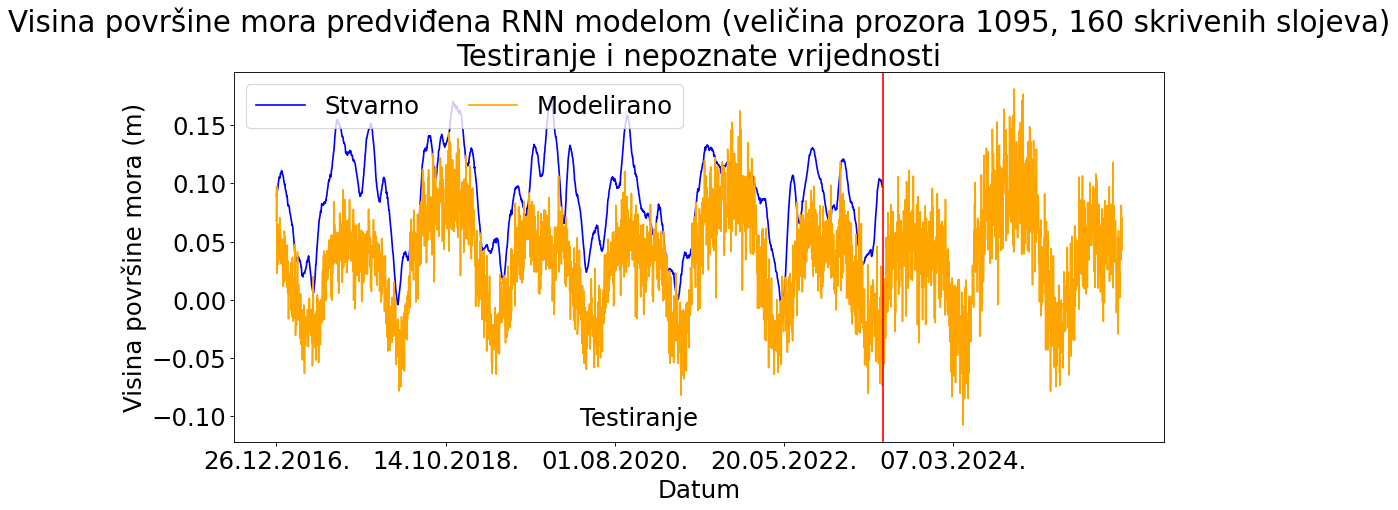 Visina površine mora predviđena RNN modelom (veličina prozora 1095, 160 skrivenih slojeva)
Testiranje i nepoznate vrijednosti
Stvarno Modelirano
Visina površine mora (m)
0.15
0.10
0.05
0.00
−0.05
−0.10
Testiranje
26.12.2016. 14.10.2018. 01.08.2020. 20.05.2022. 07.03.2024.
Datum